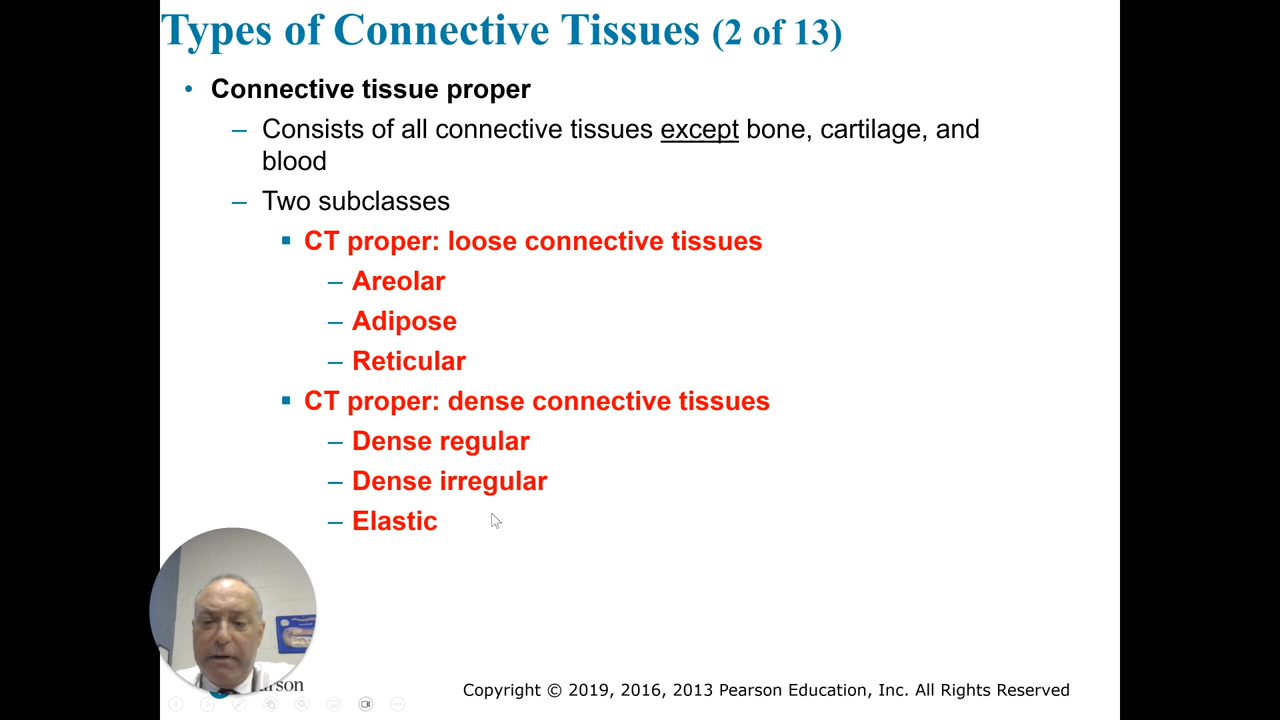 Types of Connective Tissues (2 of 13)
• Connective tissue proper
– Consists of all connective tissues except bone, cartilage, and
blood
– Two subclasses
▪ CT proper: loose connective tissues
– Areolar
– Adipose
– Reticular
▪ CT proper: dense connective tissues
– Dense regular
– Dense irregular
– Elastic
Copyright © 2019, 2016, 2013 Pearson Education, Inc. All Rights Reserved